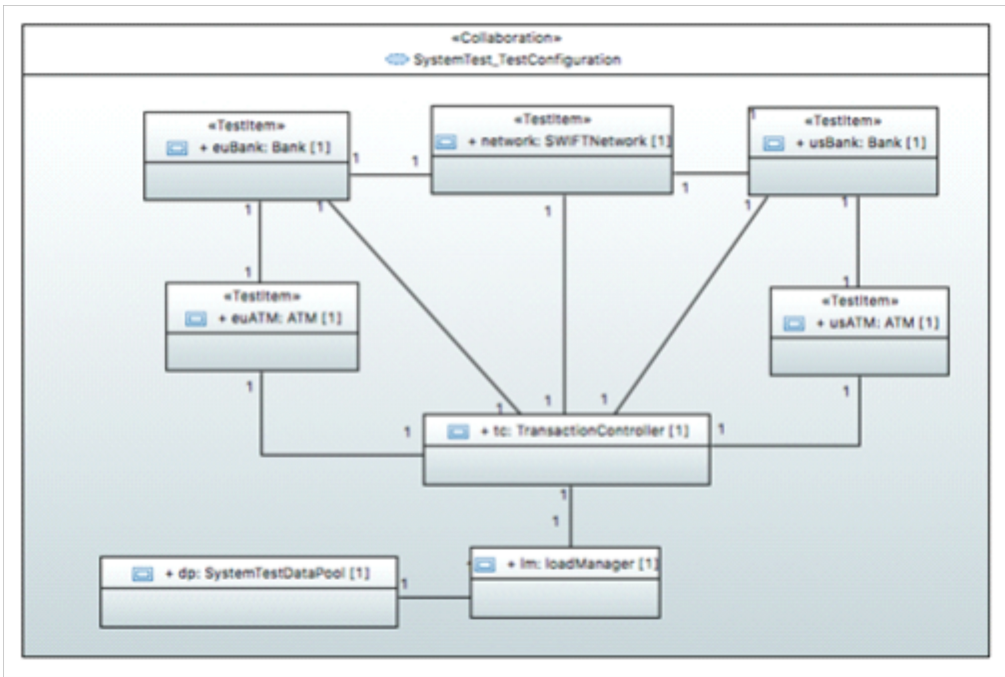 «Collaboration»
SystemTest_TestConfiguration
«TestItem»
+ euBank: Bank [1]
«TestItem»
+ network: SWIFTNetwork [1]
1
«TestItem»
+ usBank: Bank [1]
1
1
1
1
1
1
1
1
1
1
1
«TestItem»
+ euATM: ATM [1]
«TestItem»
+ usATM: ATM [1]
1
1
1
1
1
1
+ tc: TransactionController [1]
1
1
1
1
+ lm: loadManager [1]
+ dp: SystemTestDataPool [1]
1